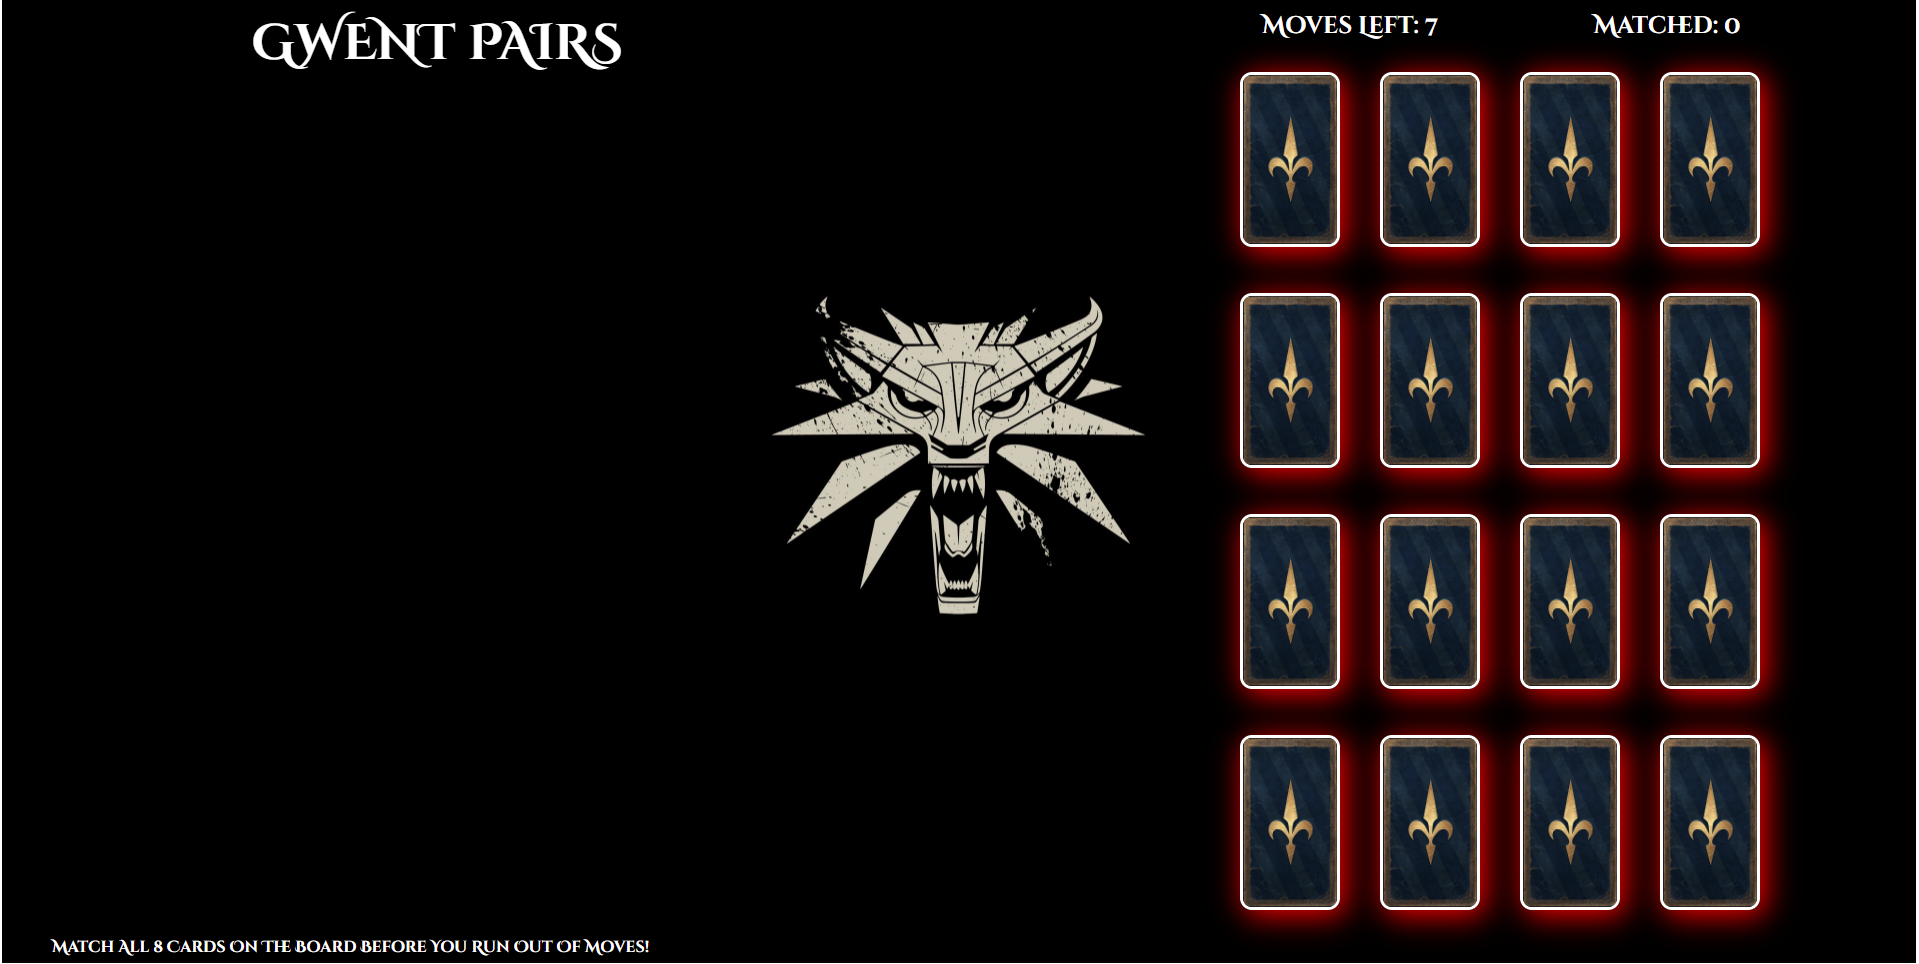 GWENT PAIRS
MOVES LEFT: 7
MATCHED: 0
MATCH ALL 8 CARDS ON THE BOARD BEFORE YOU RUN OUT OF MOVES!